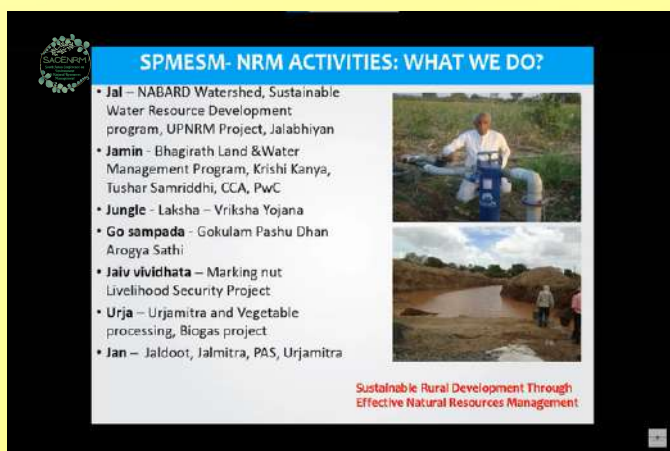 SACENRM
SPMESM- NRM ACTIVITIES: WHAT WE DO?
• Jal – NABARD Watershed, Sustainable
Water Resource Development
program, UPNRM Project, Jalabhiyan
• Jamin - Bhagirath Land &Water
Management Program, Krishi Kanya,
Tushar Samriddhi, CCA, PwC
• Jungle - Laksha – Vriksha Yojana
• Go sampada - Gokulam Pashu Dhan
Arogya Sathi
• Jaiv vividhata – Marking nut
Livelihood Security Project
• Urja – Urjamitra and Vegetable
processing, Biogas project
• Jan – Jaldoot, Jalmitra, PAS, Urjamitra
Sustainable Rural Development Through
Effective Natural Resources Management